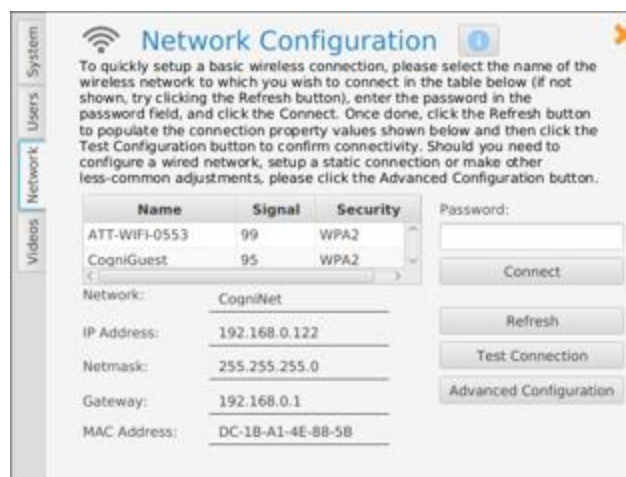 System
Users
Network
Videos
Network Configuration
To quickly setup a basic wireless connection, please select the name of the
wireless network to which you wish to connect in the table below (if not
shown, try clicking the Refresh button), enter the password in the
password field, and click the Connect. Once done, click the Refresh button
to populate the connection property values shown below and then click the
Test Configuration button to confirm connectivity. Should you need to
configure a wired network, setup a static connection or make other
less-common adjustments, please click the Advanced Configuration button.
Name Signal Security
ATT-WIFI-0553 99 WPA2
CogniGuest 95 WPA2
Password:
Connect
Network: CogniNet
IP Address: 192.168.0.122
Netmask: 255.255.255.0
Gateway: 192.168.0.1
MAC Address: DC-1B-A1-4E-88-5B
Refresh
Test Connection
Advanced Configuration